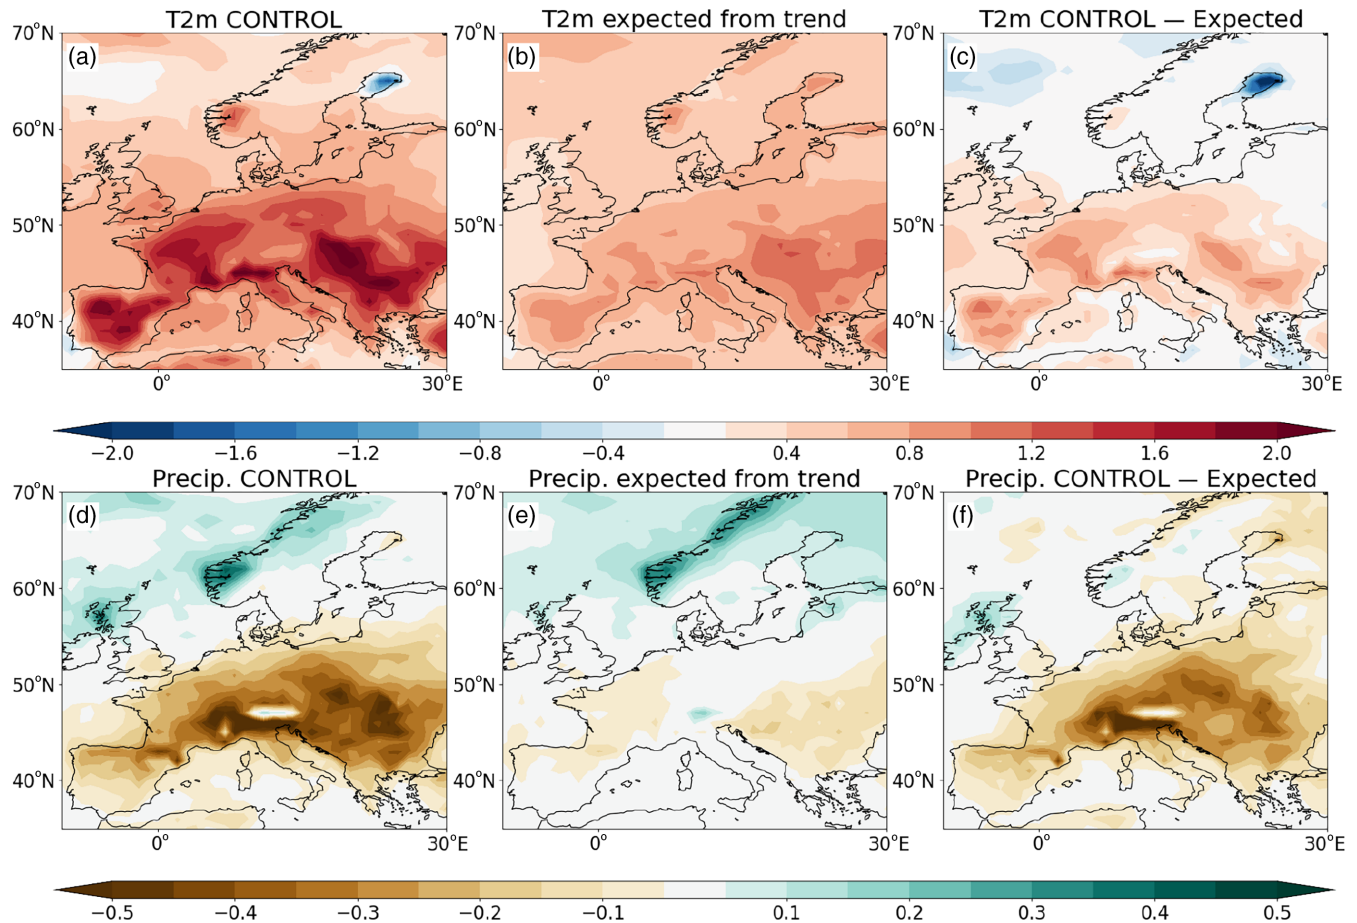 T2m CONTROL
T2m expected from trend
T2m CONTROL — Expected
70°N
70°N
70°N
(a)
(b)
(c)
60°N
60°N
60°N
50°N
50°N
50°N
40°N
40°N
40°N
0°
30°E
0°
30°E
0°
30°E
−2.0
−1.6
−1.2
−0.8
−0.4
0.4
0.8
1.2
1.6
2.0
Precip. CONTROL
Precip. expected from trend
Precip. CONTROL — Expected
70°N
70°N
70°N
(d)
(e)
(f)
60°N
60°N
60°N
50°N
50°N
50°N
40°N
40°N
40°N
0°
30°E
0°
30°E
0°
30°E
−0.5
−0.4
−0.3
−0.2
−0.1
0.1
0.2
0.3
0.4
0.5